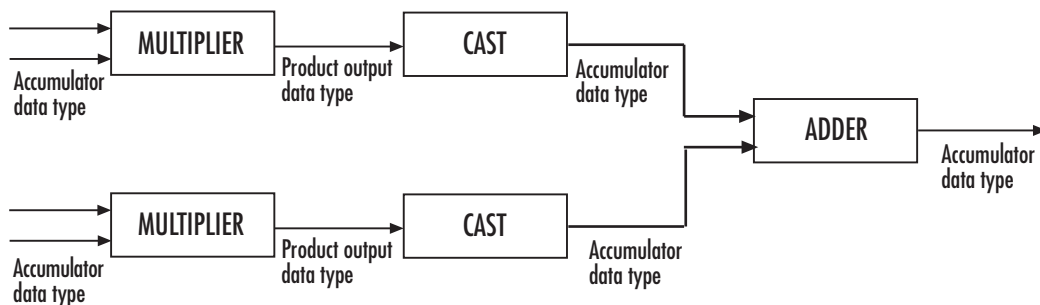 MULTIPLIER
Accumulator
data type
Product output
data type
CAST
Accumulator
data type
ADDER
Accumulator
data type
MULTIPLIER
Accumulator
data type
Product output
data type
CAST
Accumulator
data type